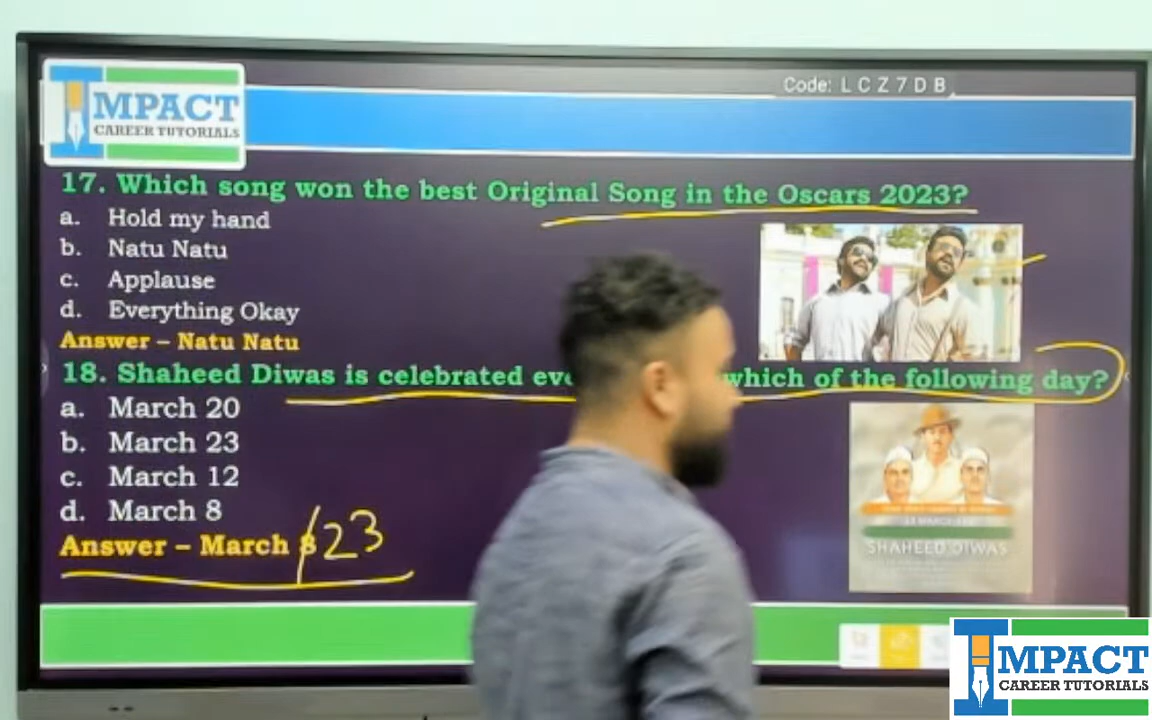 Code: L C Z 7 D B
IMPACT
CAREER TUTORIALS
17. Which song won the best Original Song in the Oscars 2023?
a. Hold my hand
b. Natu Natu
c. Applause
d. Everything Okay
Answer – Natu Natu
18. Shaheed Diwas is celebrated which of the following day?
a. March 20
b. March 23
c. March 12
d. March 8
Answer – March 8 23
SHAHEED DIWAS
IMPACT
CAREER TUTORIALS